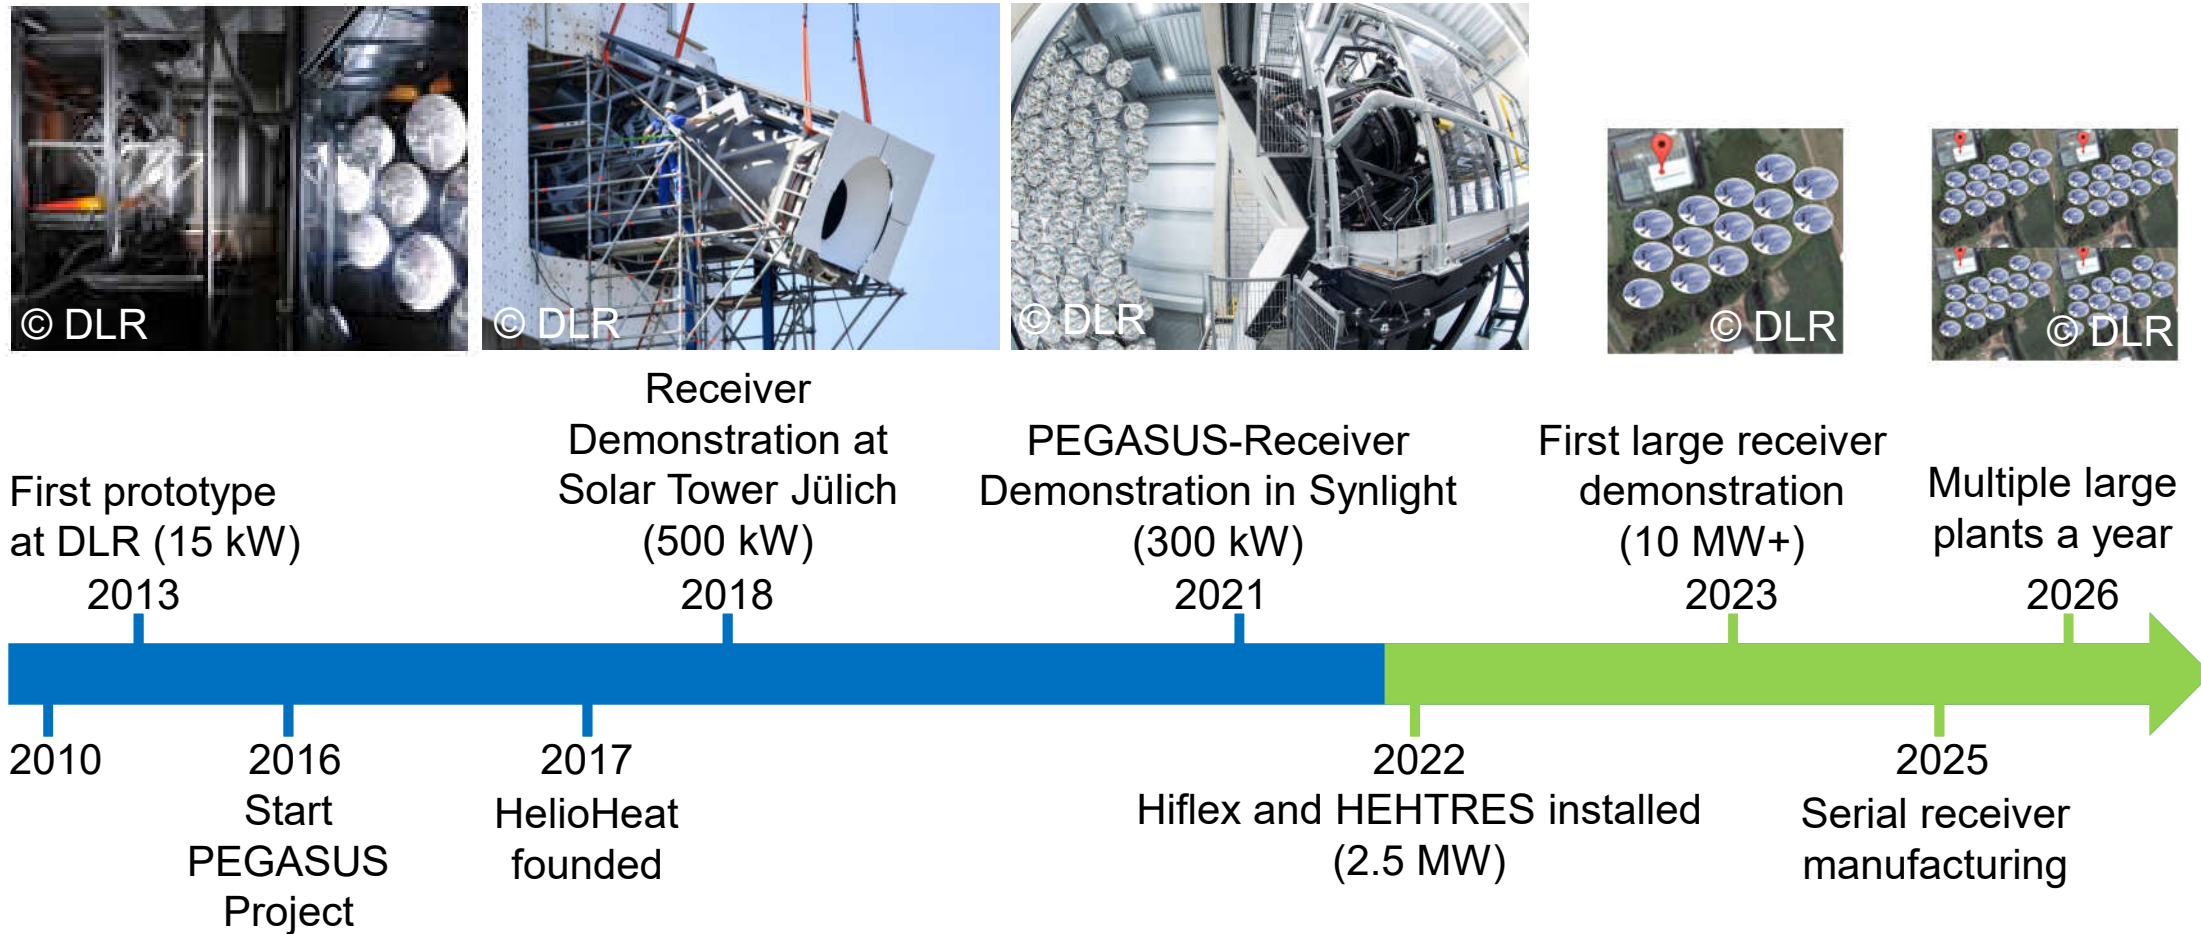 © DLR
© DLR
© DLR
© DLR
© DLR
First prototype
at DLR (15 kW)
2013
Receiver
Demonstration at
Solar Tower Jülich
(500 kW)
2018
PEGASUS-Receiver
Demonstration in Synlight
(300 kW)
2021
First large receiver
demonstration
(10 MW+)
2023
Multiple large
plants a year
2026
2010
2016
Start
PEGASUS
Project
2017
HelioHeat
founded
2022
Hiflex and HEHTRES installed
(2.5 MW)
2025
Serial receiver
manufacturing